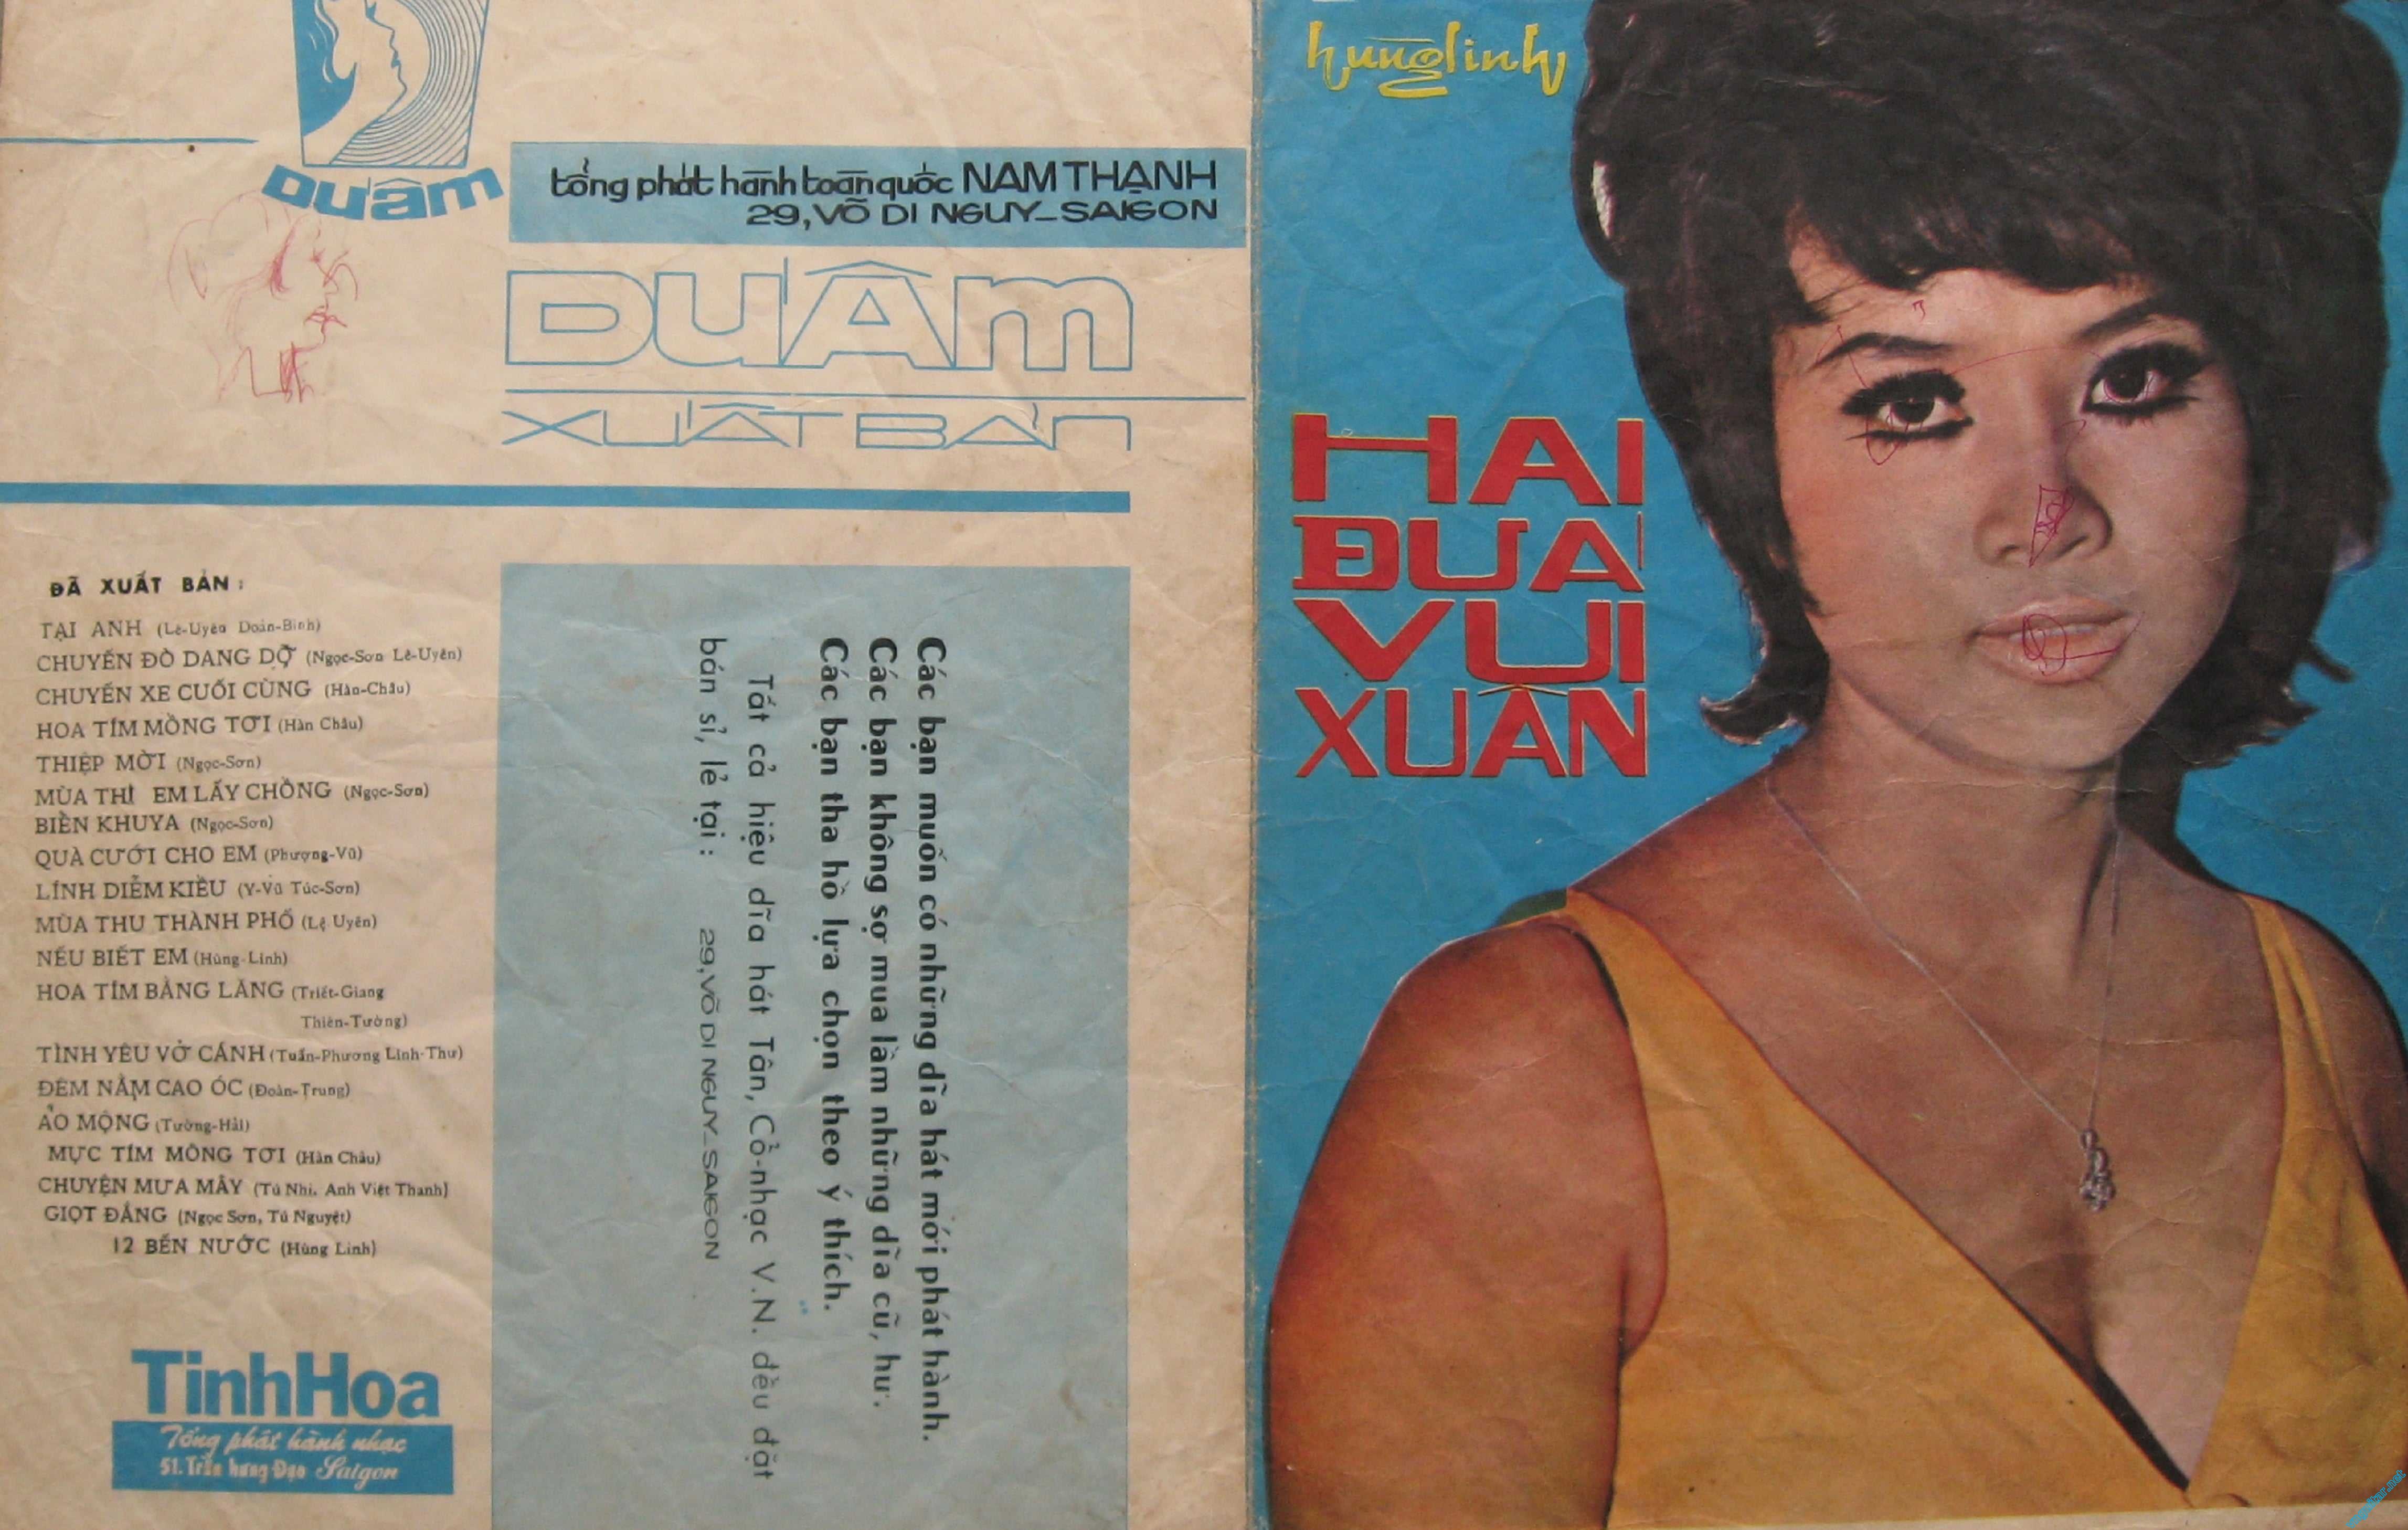 DƯ ÂM
tổng phát hành toàn quốc NAM THẠNH
29, VÕ DI NGUY_SAIGON
DƯ ÂM
XUẤT BẢN
ĐÃ XUẤT BẢN :
TẠI ANH (Lê-Uyên Doãn-Bình)
CHUYẾN ĐÒ DANG DỞ (Ngọc-Sơn Lê-Uyên)
CHUYẾN XE CUỐI CÙNG (Hàn-Châu)
HOA TÍM MỒNG TƠI (Hàn Châu)
THIỆP MỜI (Ngọc-Sơn)
MÙA THI EM LẤY CHỒNG (Ngọc-Sơn)
BIỂN KHUYA (Ngọc-Sơn)
QUÀ CƯỚI CHO EM (Phượng-Vũ)
LÍNH DIỄM KIỀU (Y-Vũ Túc-Sơn)
MÙA THU THÀNH PHỐ (Lệ Uyên)
NẾU BIẾT EM (Hùng-Linh)
HOA TÍM BẰNG LĂNG (Triết-Giang
Thiên-Tường)
TÌNH YÊU VỞ CÁNH (Tuấn-Phương Linh-Thư)
ĐÊM NẰM CAO ỐC (Đoàn-Trung)
ẢO MỘNG (Tường-Hải)
MỰC TÍM MỒNG TƠI (Hàn Châu)
CHUYỆN MƯA MÂY (Tú Nhi, Anh Việt Thanh)
GIỌT ĐẮNG (Ngọc Sơn, Tú Nguyệt)
12 BẾN NƯỚC (Hùng Linh)
TinhHoa
Tổng phát hành nhạc
51. Trần hưng Đạo Saigon
Các bạn muốn có những dĩa hát mới phát hành.
Các bạn không sợ mua lầm những dĩa cũ, hư.
Các bạn tha hồ lựa chọn theo ý thích.
Tất cả hiệu dĩa hát Tân, Cổ-nhạc V.N. đều đặt
bán sỉ, lẻ tại : 29, VÕ DI NGUY_SAIGON
hùng linh
HAI
ĐỨA
VUI
XUÂN